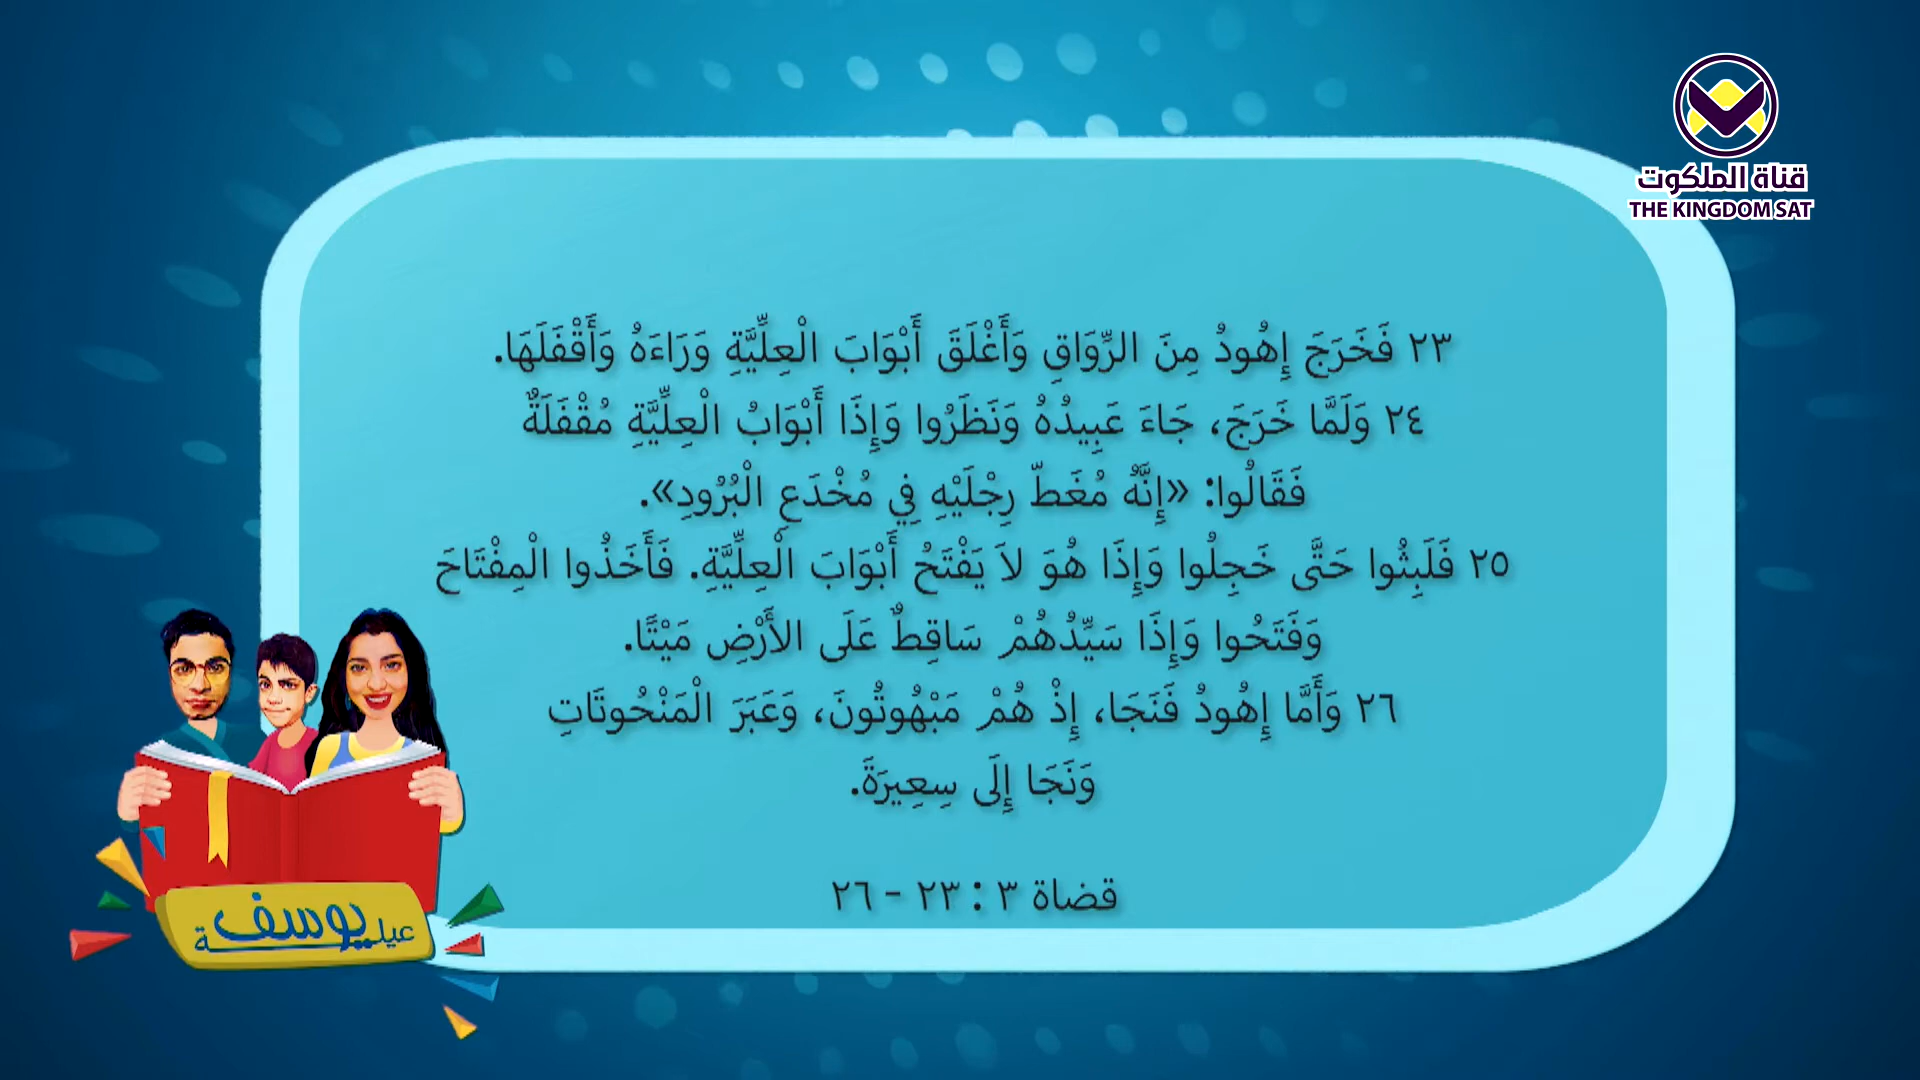 قناة الملكوت
THE KINGDOM SAT
٢٣ فَخَرَجَ إِهُودُ مِنَ الرِّوَاقِ وَأَغْلَقَ أَبْوَابَ الْعِلِّيَّةِ وَرَاءَهُ وَأَقْفَلَهَا.
٢٤ وَلَمَّا خَرَجَ، جَاءَ عَبِيدُهُ وَنَظَرُوا وَإِذَا أَبْوَابُ الْعِلِّيَّةِ مُقْفَلَةٌ
فَقَالُوا: «إِنَّهُ مُغَطّ رِجْلَيْهِ فِي مُخْدَعِ الْبُرُودِ».
٢٥ فَلَبِثُوا حَتَّى خَجِلُوا وَإِذَا هُوَ لاَ يَفْتَحُ أَبْوَابَ الْعِلِّيَّةِ. فَأَخَذُوا الْمِفْتَاحَ
وَفَتَحُوا وَإِذَا سَيِّدُهُمْ سَاقِطٌ عَلَى الأَرْضِ مَيْتًا.
٢٦ وَأَمَّا إِهُودُ فَنَجَا، إِذْ هُمْ مَبْهُوتُونَ، وَعَبَرَ الْمَنْحُوتَاتِ
وَنَجَا إِلَى سِعِيرَةَ.
قضاة ٣ : ٢٣ - ٢٦
عيلة يوسف